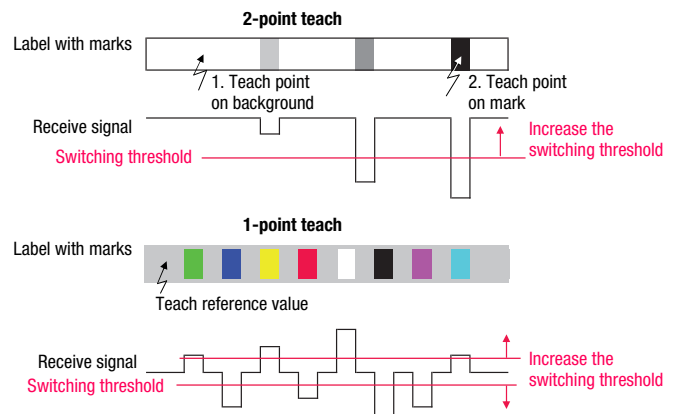 2-point teach
Label with marks
1. Teach point
on background
2. Teach point
on mark
Receive signal
Increase the
switching threshold
Switching threshold
1-point teach
Label with marks
Teach reference value
Receive signal
Increase the
switching threshold
Switching threshold